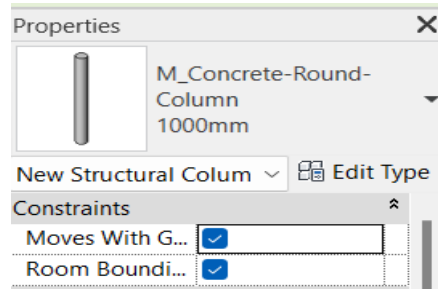 Properties
M_Concrete-Round-
Column
1000mm
New Structural Colum
Edit Type
Constraints
Moves With G...
Room Boundi...